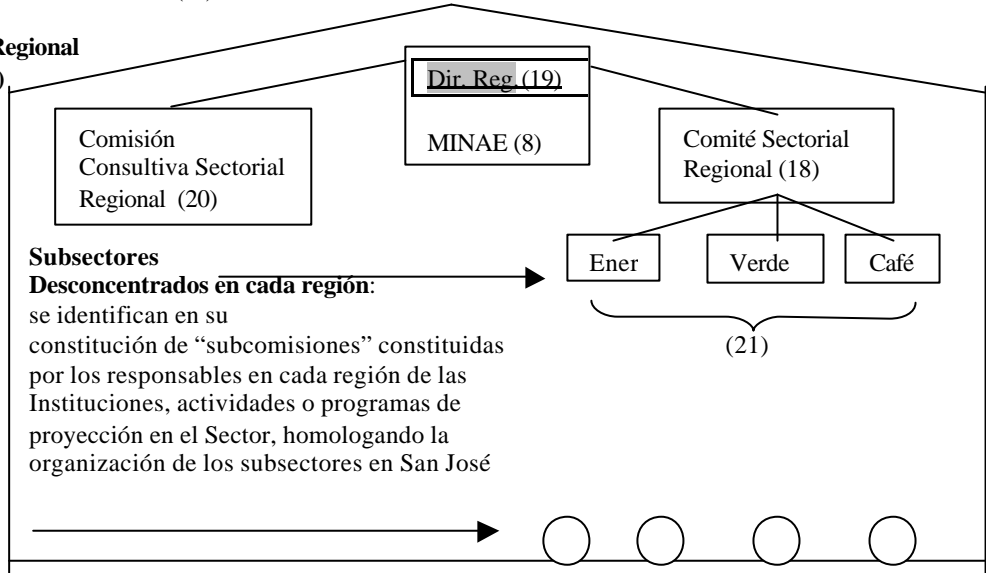 Regional
Dir. Reg. (19)
MINAE (8)
Comisión
Consultiva Sectorial
Regional (20)
Comité Sectorial
Regional (18)
Ener
Verde
Café
(21)
Subsectores
Desconcentrados en cada región:
se identifican en su
constitución de “subcomisiones” constituidas
por los responsables en cada región de las
Instituciones, actividades o programas de
proyección en el Sector, homologando la
organización de los subsectores en San José